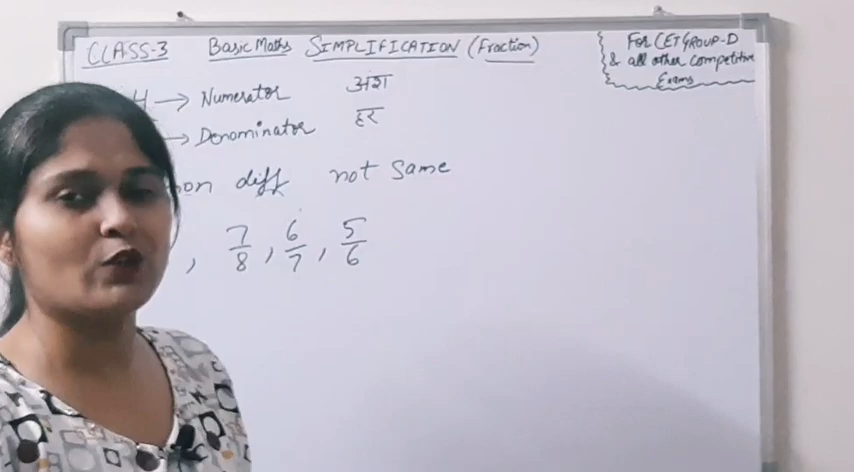 CLASS-3 Basic Maths SIMPLIFICATION (Fraction)
For CET GROUP-D
& all other competitive
Exams
4 → Numerator अंश
→ Denominator हर
diff not same
, 7/8, 6/7, 5/6